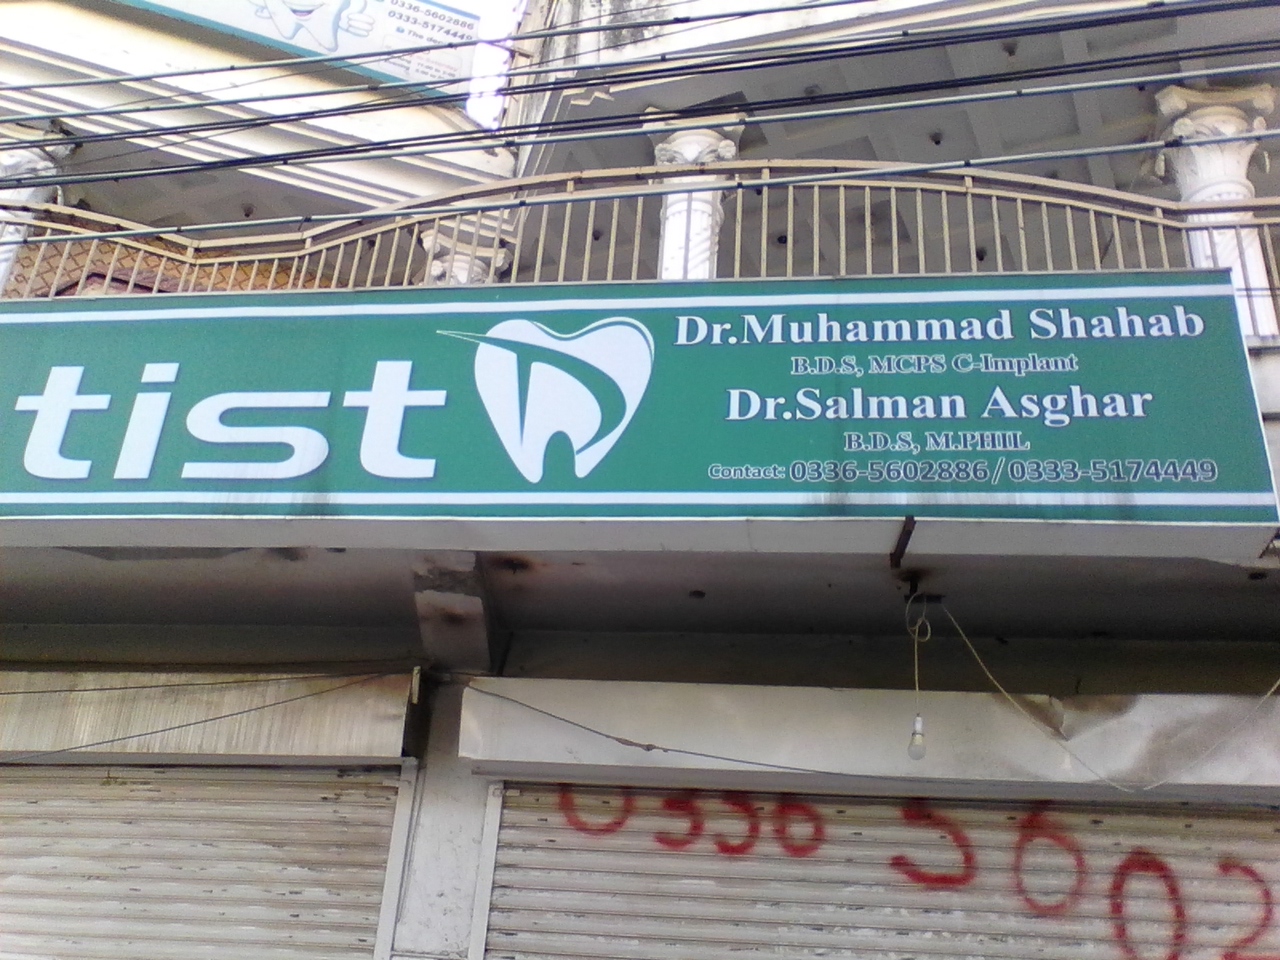 0336-5602886
0333-5174449
The
tist
Dr.Muhammad Shahab
B.D.S, MCPS C-Implant
Dr.Salman Asghar
B.D.S, M.PHIL
Contact: 0336-5602886/0333-5174449
0336 5602